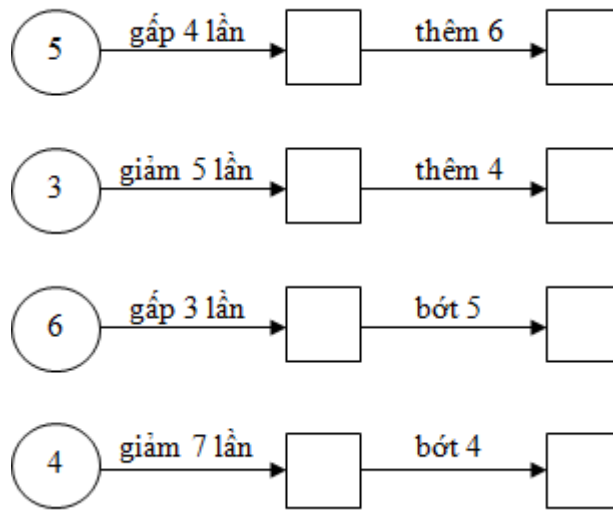 5 gấp 4 lần thêm 6
3 giảm 5 lần thêm 4
6 gấp 3 lần bớt 5
4 giảm 7 lần bớt 4